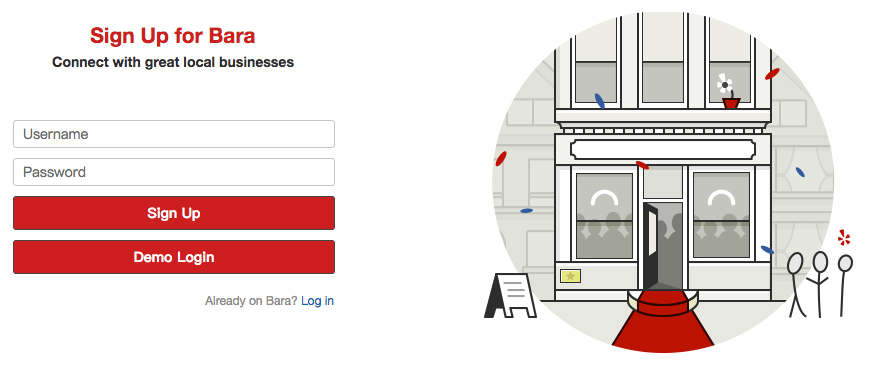 Sign Up for Bara
Connect with great local businesses
Username
Password
Sign Up
Demo Login
Already on Bara? Log in